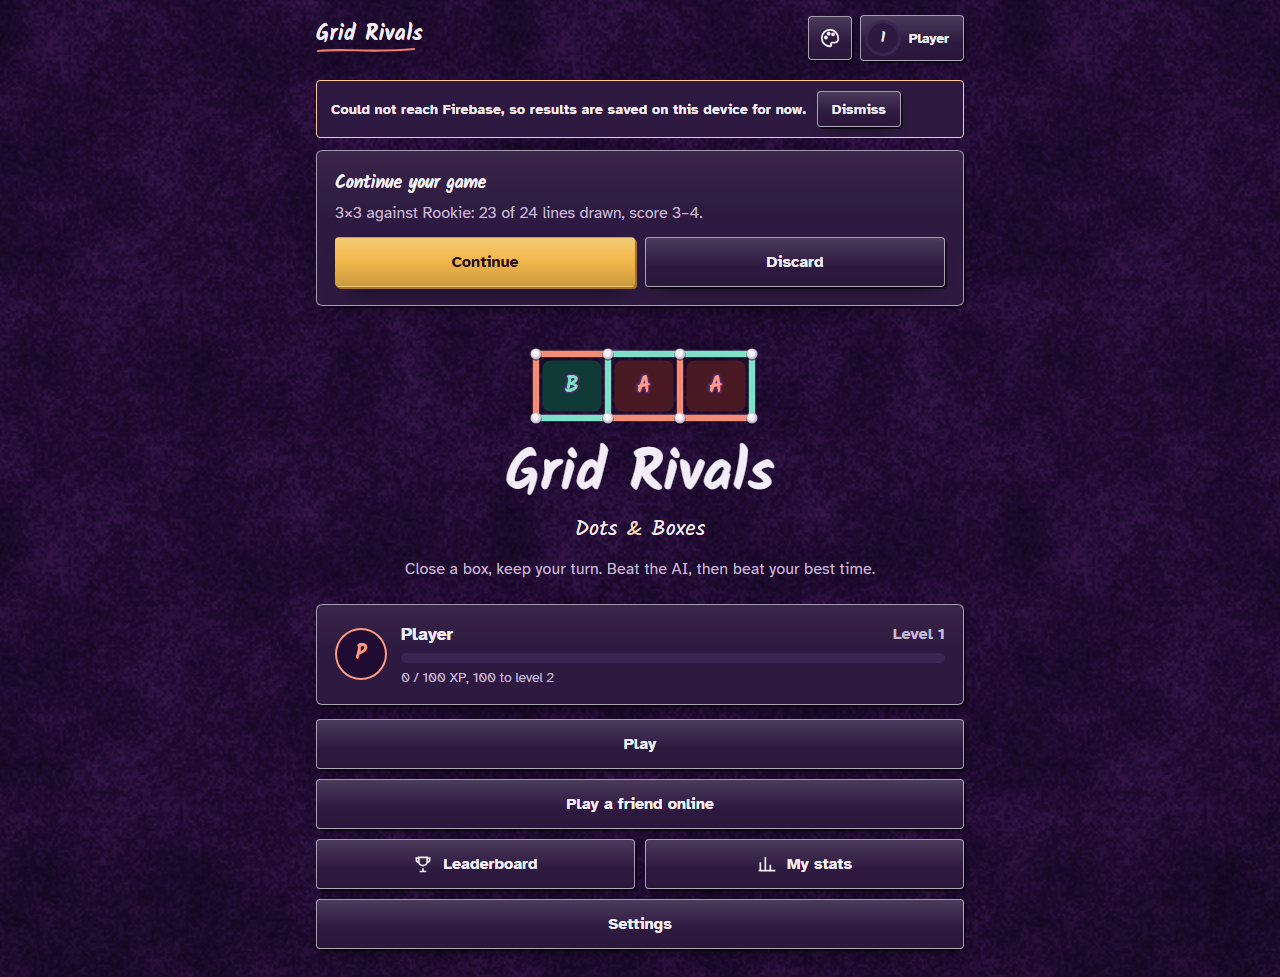 Grid Rivals
1 Player
Could not reach Firebase, so results are saved on this device for now. Dismiss
Continue your game
3×3 against Rookie: 23 of 24 lines drawn, score 3–4.
Continue Discard
B A A
Grid Rivals
Dots & Boxes
Close a box, keep your turn. Beat the AI, then beat your best time.
P
Player Level 1
0 / 100 XP, 100 to level 2
Play
Play a friend online
Leaderboard My stats
Settings